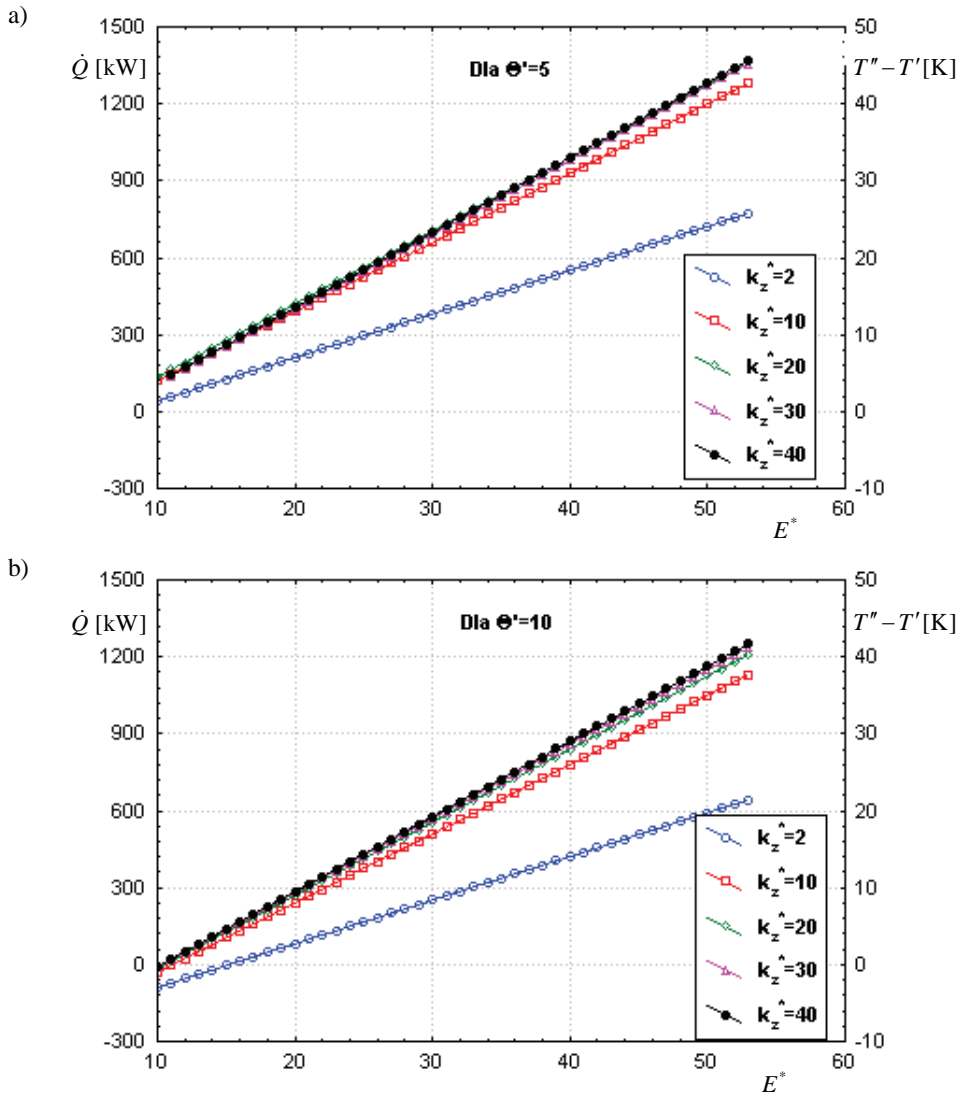 a)
Q̇ [kW]
T″ – T′ [K]
Dla Θ'=5
1500
1200
900
600
300
0
-300
50
40
30
20
10
0
-10
k_z^=2
k_z^=10
k_z^=20
k_z^=30
k_z^=40
10 20 30 40 50 60
E*
b)
Q̇ [kW]
T″ – T′ [K]
Dla Θ'=10
1500
1200
900
600
300
0
-300
50
40
30
20
10
0
-10
k_z^=2
k_z^=10
k_z^=20
k_z^=30
k_z^=40
10 20 30 40 50 60
E*